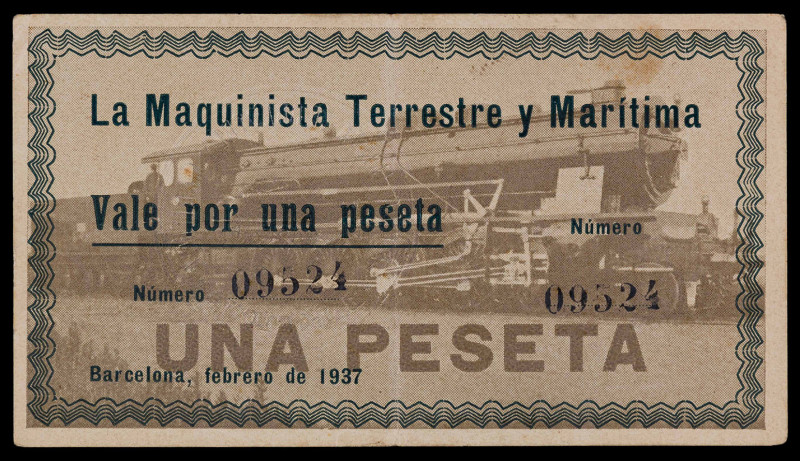 La Maquinista Terrestre y Marítima
Vale por una peseta
Número
Número 09524
09524
UNA PESETA
Barcelona, febrero de 1937